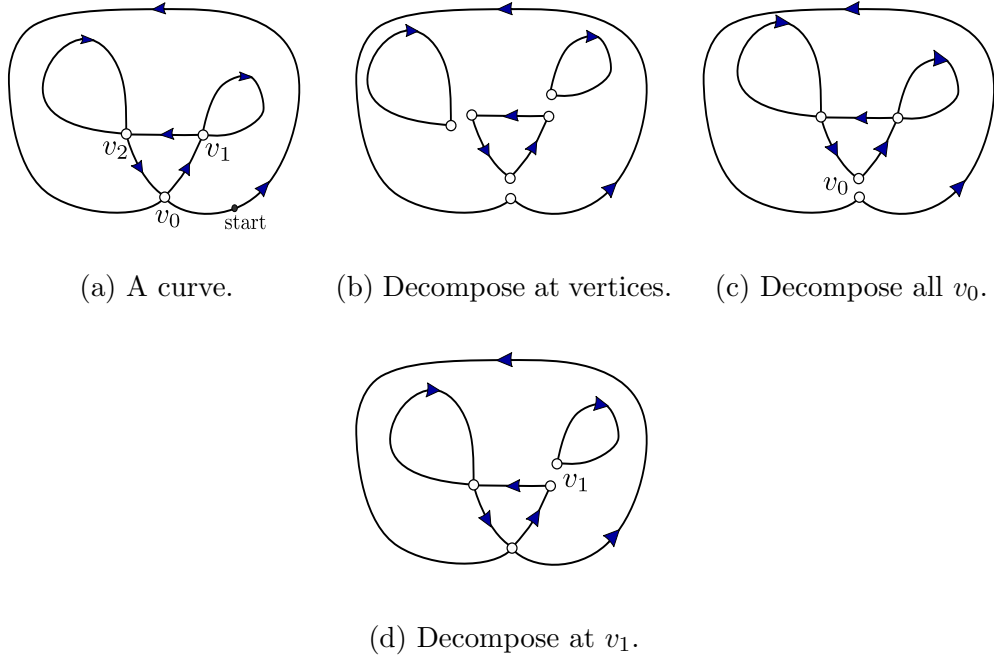 v₂
v₁
v₀
start
v₀
(a) A curve.
(b) Decompose at vertices.
(c) Decompose all v₀.
v₁
(d) Decompose at v₁.